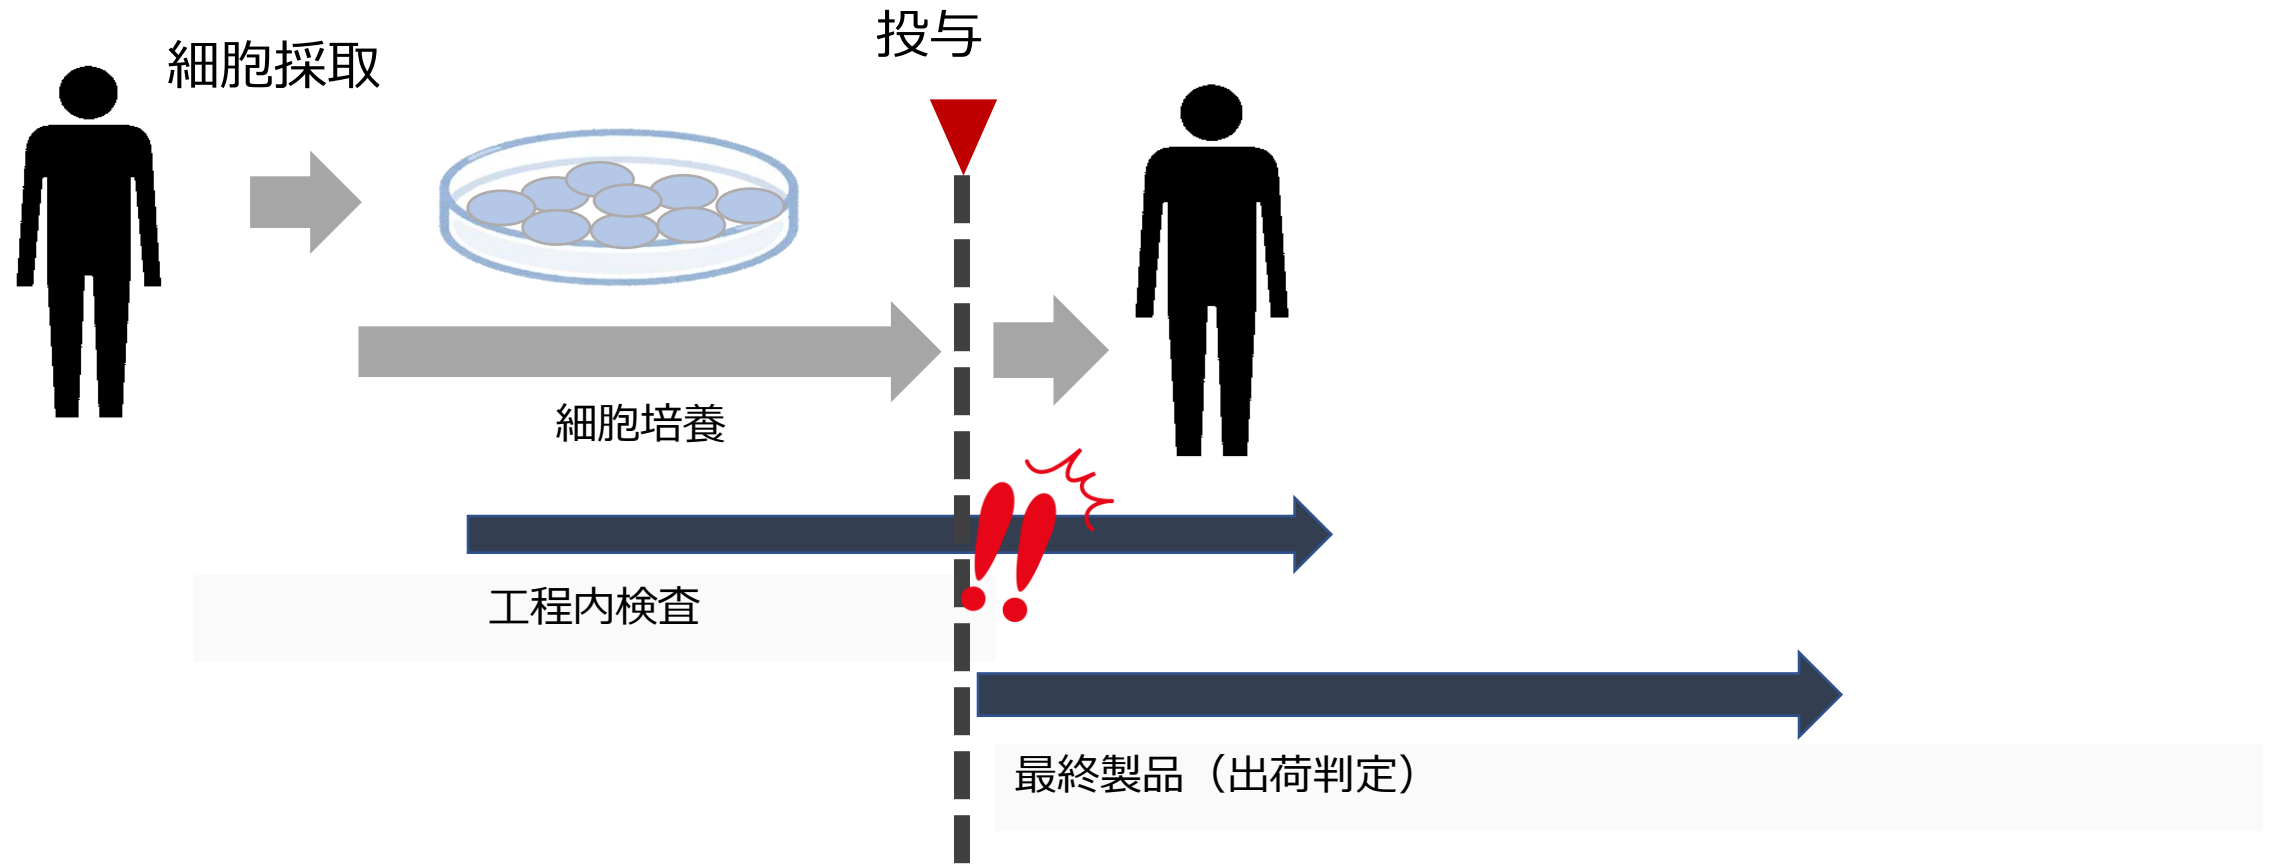 細胞採取
投与
細胞培養
工程内検査
最終製品（出荷判定）